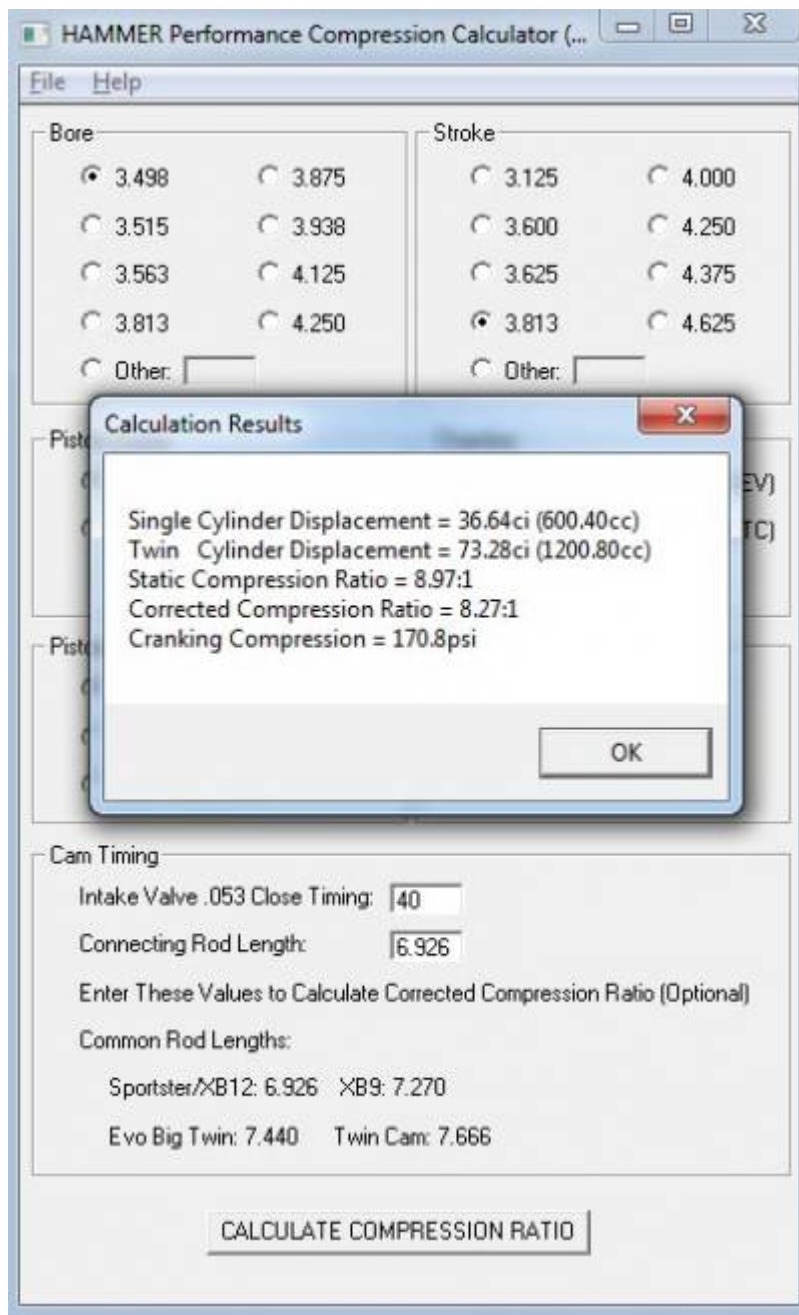 HAMMER Performance Compression Calculator (...
File Help
Bore
3.498 3.875
3.515 3.938
3.563 4.125
3.813 4.250
Other:
Stroke
3.125 4.000
3.600 4.250
3.625 4.375
3.813 4.625
Other:
Calculation Results
EV)
TC)
Single Cylinder Displacement = 36.64ci (600.40cc)
Twin Cylinder Displacement = 73.28ci (1200.80cc)
Static Compression Ratio = 8.97:1
Corrected Compression Ratio = 8.27:1
Cranking Compression = 170.8psi
OK
Cam Timing
Intake Valve .053 Close Timing: 40
Connecting Rod Length: 6.926
Enter These Values to Calculate Corrected Compression Ratio (Optional)
Common Rod Lengths:
Sportster/XB12: 6.926 XB9: 7.270
Evo Big Twin: 7.440 Twin Cam: 7.666
CALCULATE COMPRESSION RATIO